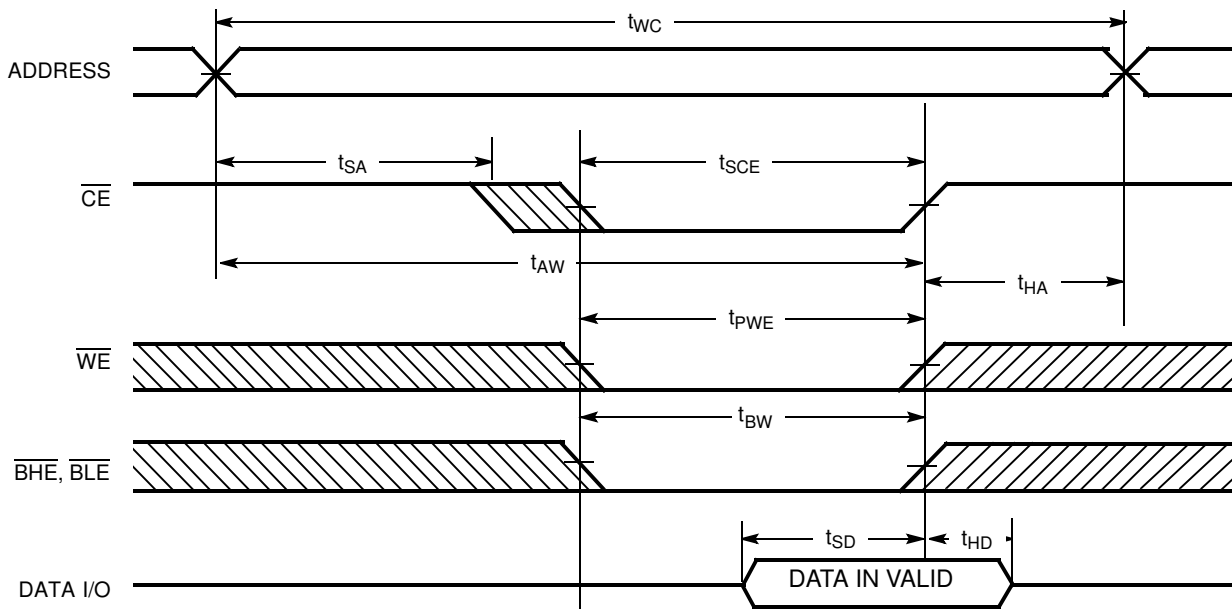 tWC
ADDRESS
tSA
tSCE
CE
tAW
tHA
tPWE
WE
tBW
BHE, BLE
tSD
tHD
DATA I/O
DATA IN VALID